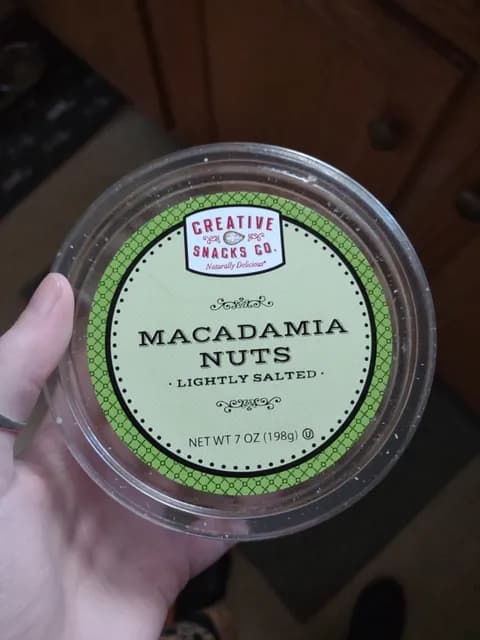 CREATIVE
SNACKS CO.
Naturally Delicious®
MACADAMIA
NUTS
· LIGHTLY SALTED ·
NET WT 7 OZ (198g) Ⓤ